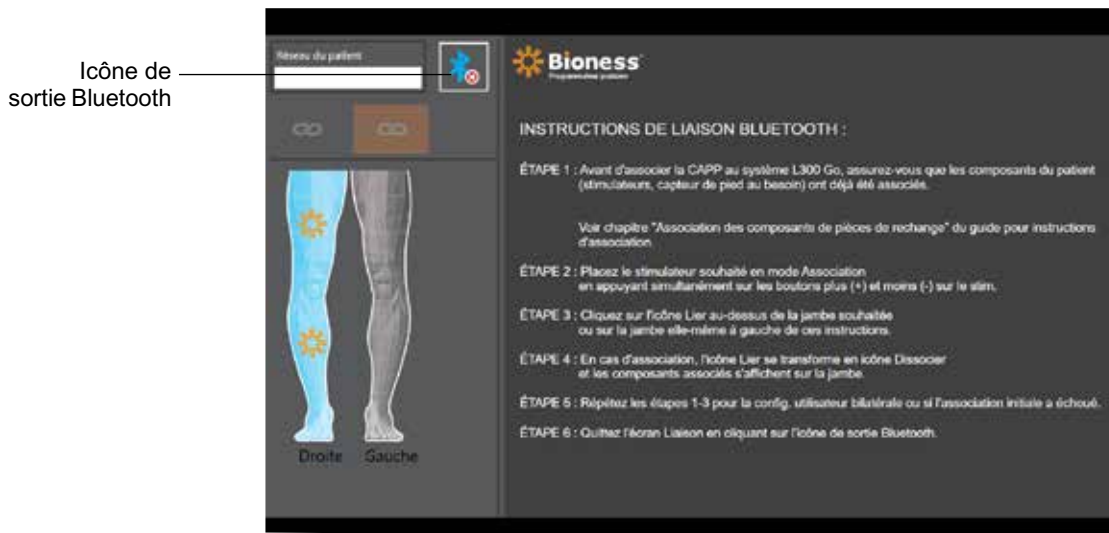 Icône de
sortie Bluetooth
Réseau du patient
Bioness
INSTRUCTIONS DE LIAISON BLUETOOTH :
ÉTAPE 1 : Avant d'associer la CAPP au système L300 Go, assurez-vous que les composants du patient
(stimulateurs, capteur de pied au besoin) ont déjà été associés.
Voir chapitre "Association des composants de pièces de rechange" du guide pour instructions
d'association
ÉTAPE 2 : Placez le stimulateur souhaité en mode Association
en appuyant simultanément sur les boutons plus (+) et moins (-) sur le stim.
ÉTAPE 3 : Cliquez sur l'icône Lier au-dessus de la jambe souhaitée
ou sur la jambe elle-même à gauche de ces instructions.
ÉTAPE 4 : En cas d'association, l'icône Lier se transforme en icône Dissocier
et les composants associés s'affichent sur la jambe.
ÉTAPE 5 : Répétez les étapes 1-3 pour la config. utilisateur bilatérale ou si l'association initiale a échoué.
ÉTAPE 6 : Quittez l'écran Liaison en cliquant sur l'icône de sortie Bluetooth.
Droite Gauche